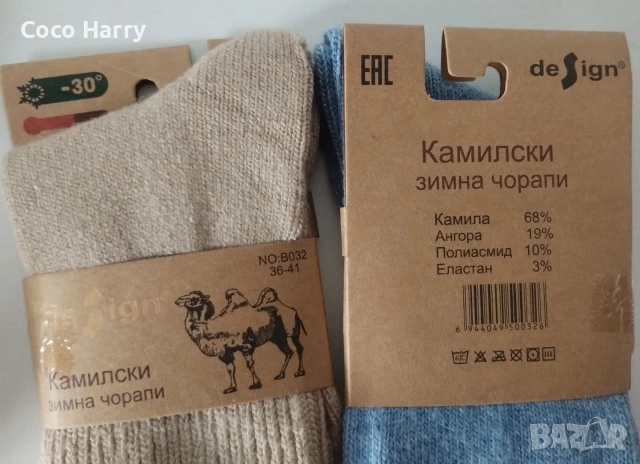 Coco Harry
-30°
deSign®
NO:B032
36-41
Камилски
зимна чорапи
EAC
deSign®
Камилски
зимна чорапи
Камила 68%
Ангора 19%
Полиасмид 10%
Еластан 3%
6 944049 500326
BAZAR